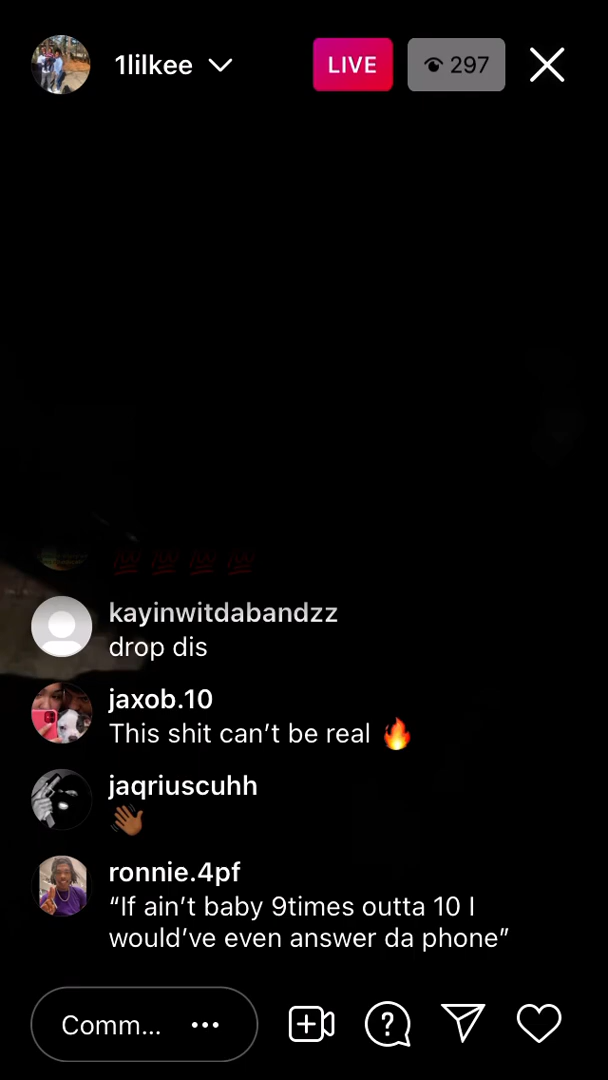 1lilkee
LIVE
297
💯 💯 💯 💯
kayinwitdabandzz
drop dis
jaxob.10
This shit can’t be real 🔥
jaqriuscuhh
👋🏾
ronnie.4pf
“If ain’t baby 9times outta 10 I
would’ve even answer da phone”
Comm...